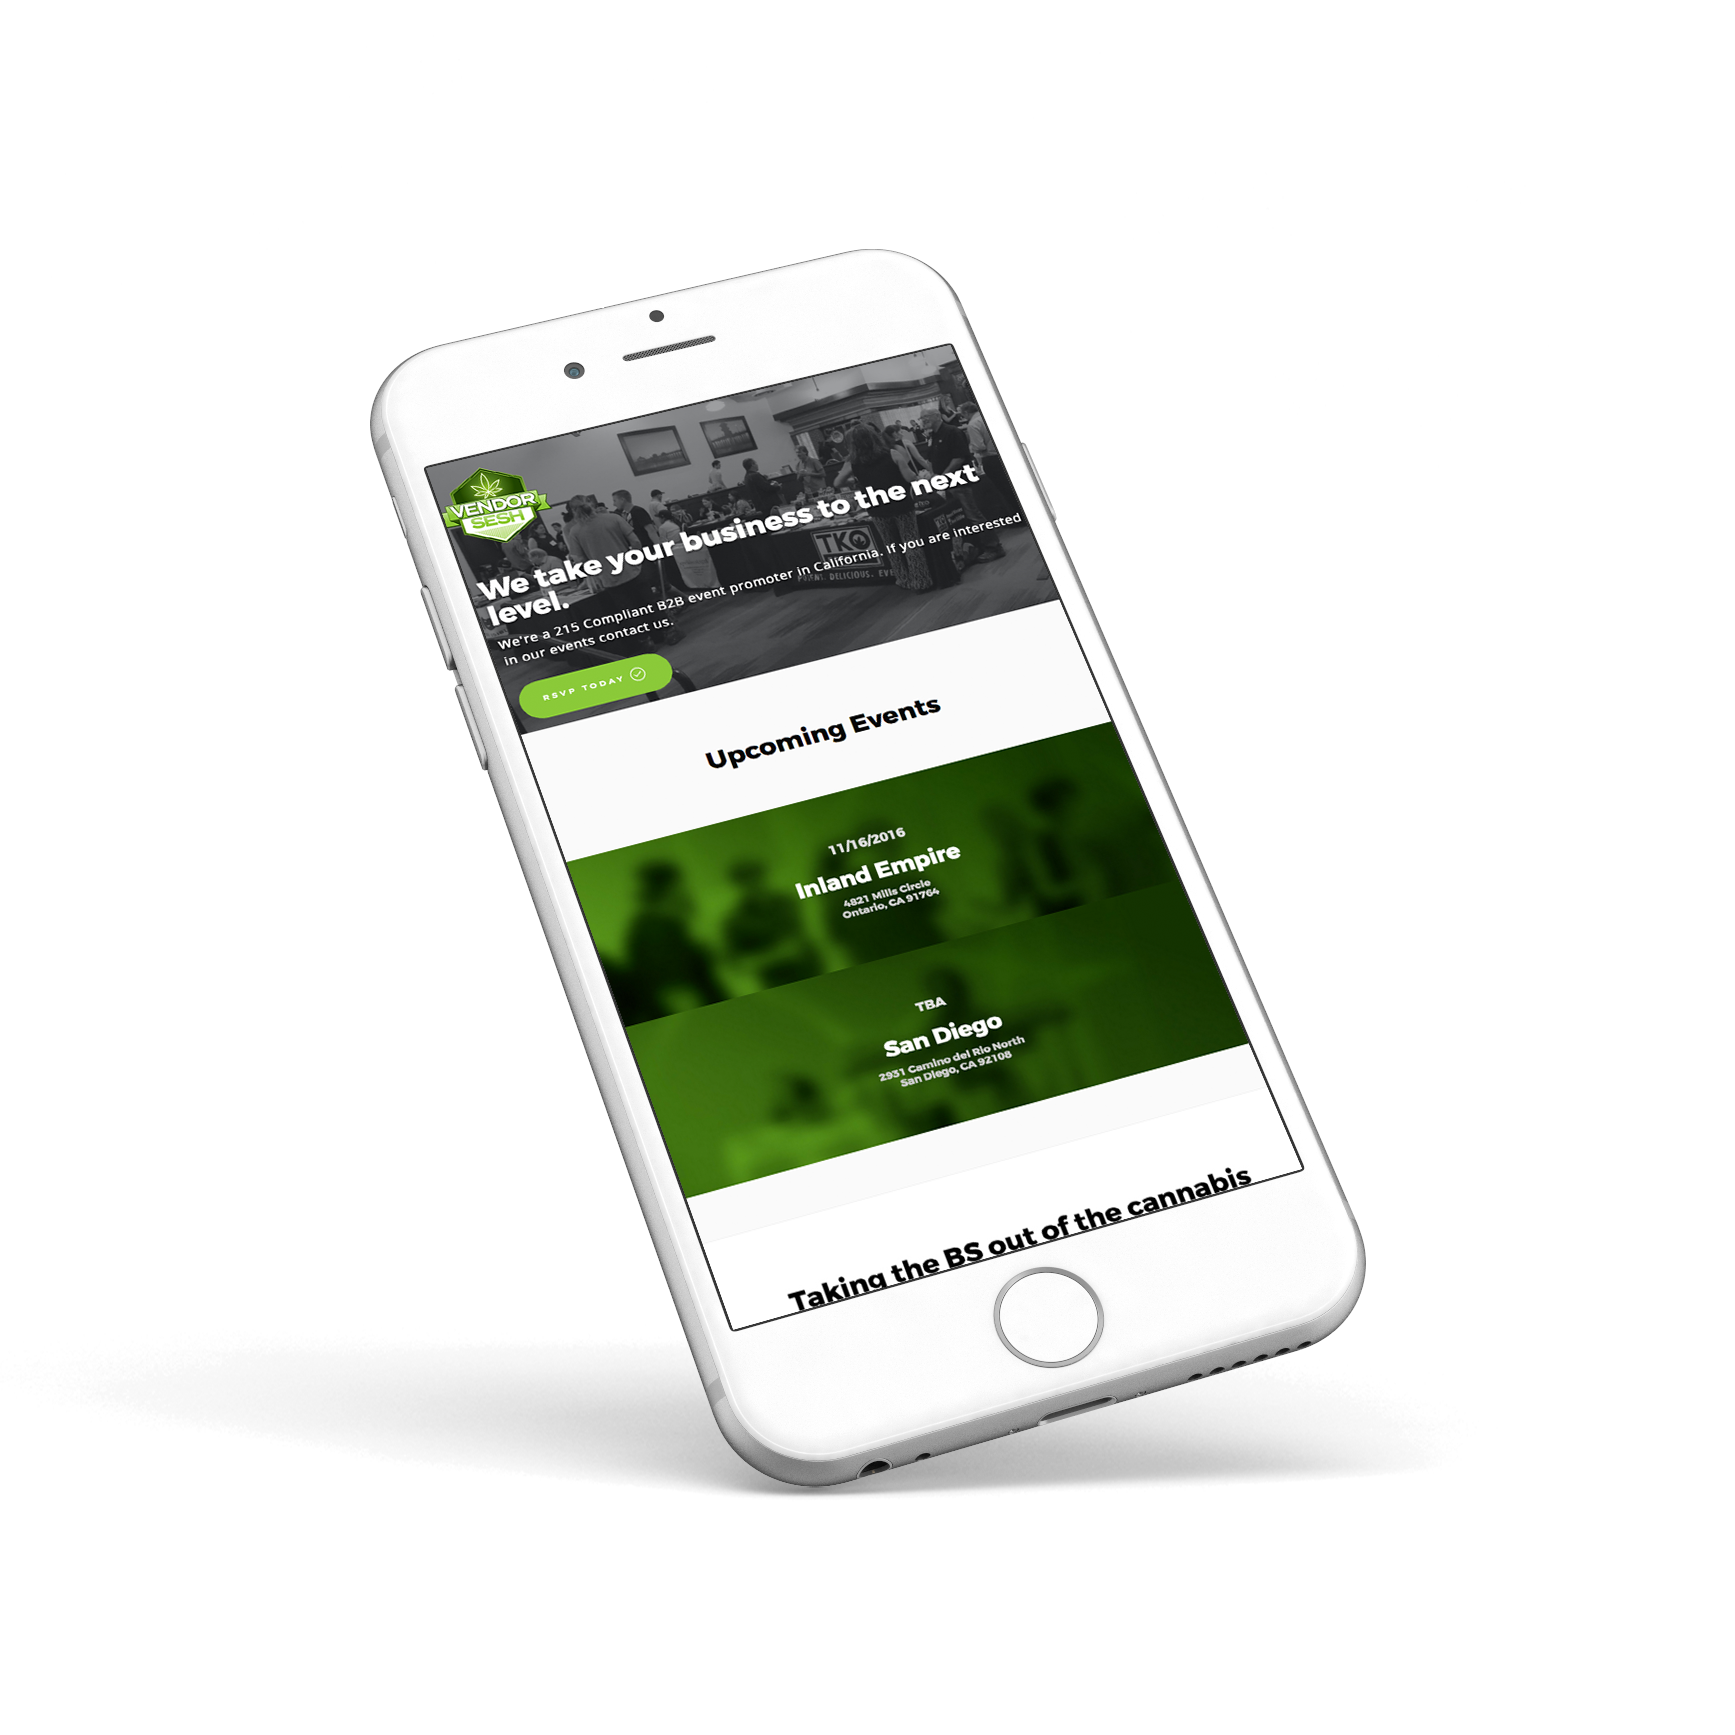 VENDOR
SESH
We take your business to the next
level.
TKO
DELICIOUS.
We're a 215 Compliant B2B event promoter in California. If you are interested
in our events contact us.
RSVP TODAY
Upcoming Events
11/16/2016
Inland Empire
4821 Mills Circle
Ontario, CA 91764
TBA
San Diego
2931 Camino del Rio North
San Diego, CA 92108
Taking the BS out of the cannabis